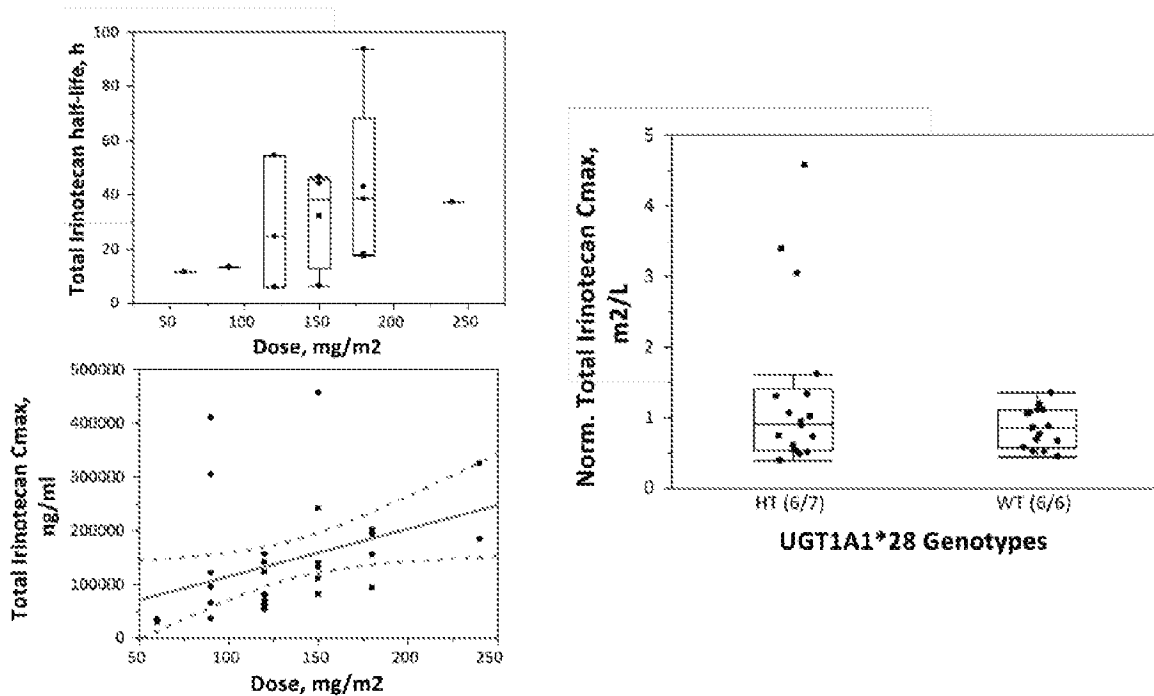 Total Irinotecan half-life, h
100
80
60
40
20
0
50 100 150 200 250
Dose, mg/m2
Total Irinotecan Cmax,
ng/ml
500000
400000
300000
200000
100000
0
50 100 150 200 250
Dose, mg/m2
Norm. Total Irinotecan Cmax,
m2/L
5
4
3
2
1
0
HT (6/7) WT (6/6)
UGT1A1*28 Genotypes